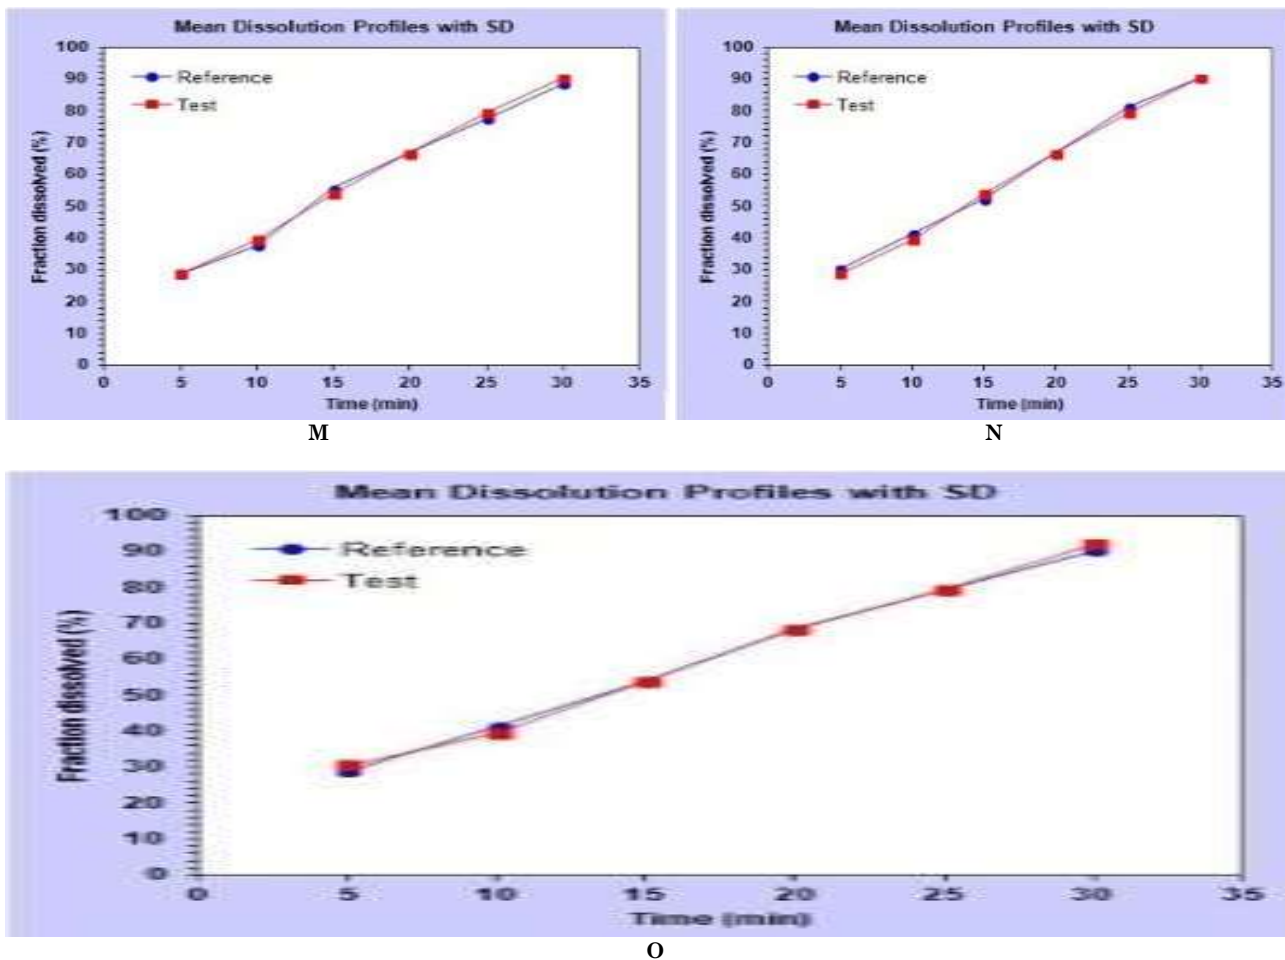 Mean Dissolution Profiles with SD
100
90
80
70
60
50
40
30
20
10
0
Fraction dissolved (%)
Reference
Test
0 5 10 15 20 25 30 35
Time (min)
M
Mean Dissolution Profiles with SD
100
90
80
70
60
50
40
30
20
10
0
Fraction dissolved (%)
Reference
Test
0 5 10 15 20 25 30 35
Time (min)
N
Mean Dissolution Profiles with SD
100
90
80
70
60
50
40
30
20
10
0
Fraction dissolved (%)
Reference
Test
0 5 10 15 20 25 30 35
Time (min)
O